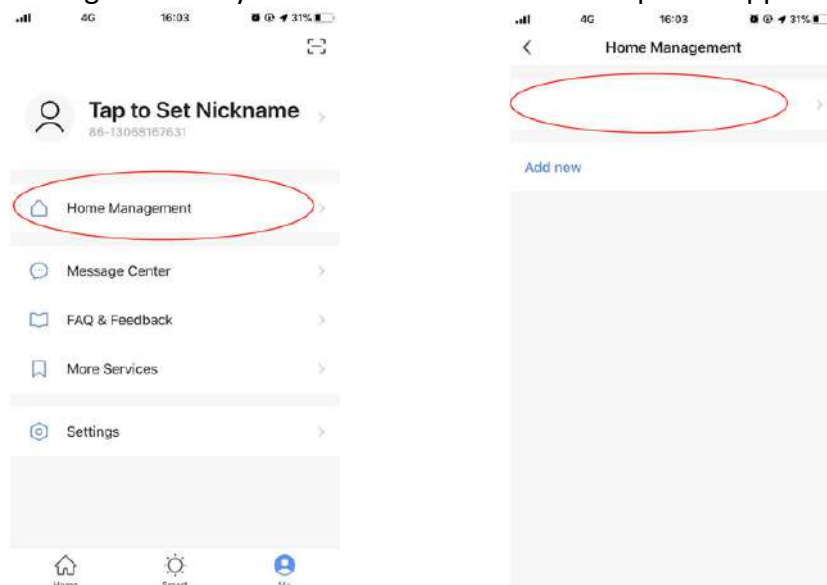 4G 16:03 31%
Tap to Set Nickname
86-13068167631
Home Management
Message Center
FAQ & Feedback
More Services
Settings
Home Smart Me
4G 16:03 31%
Home Management
Add new